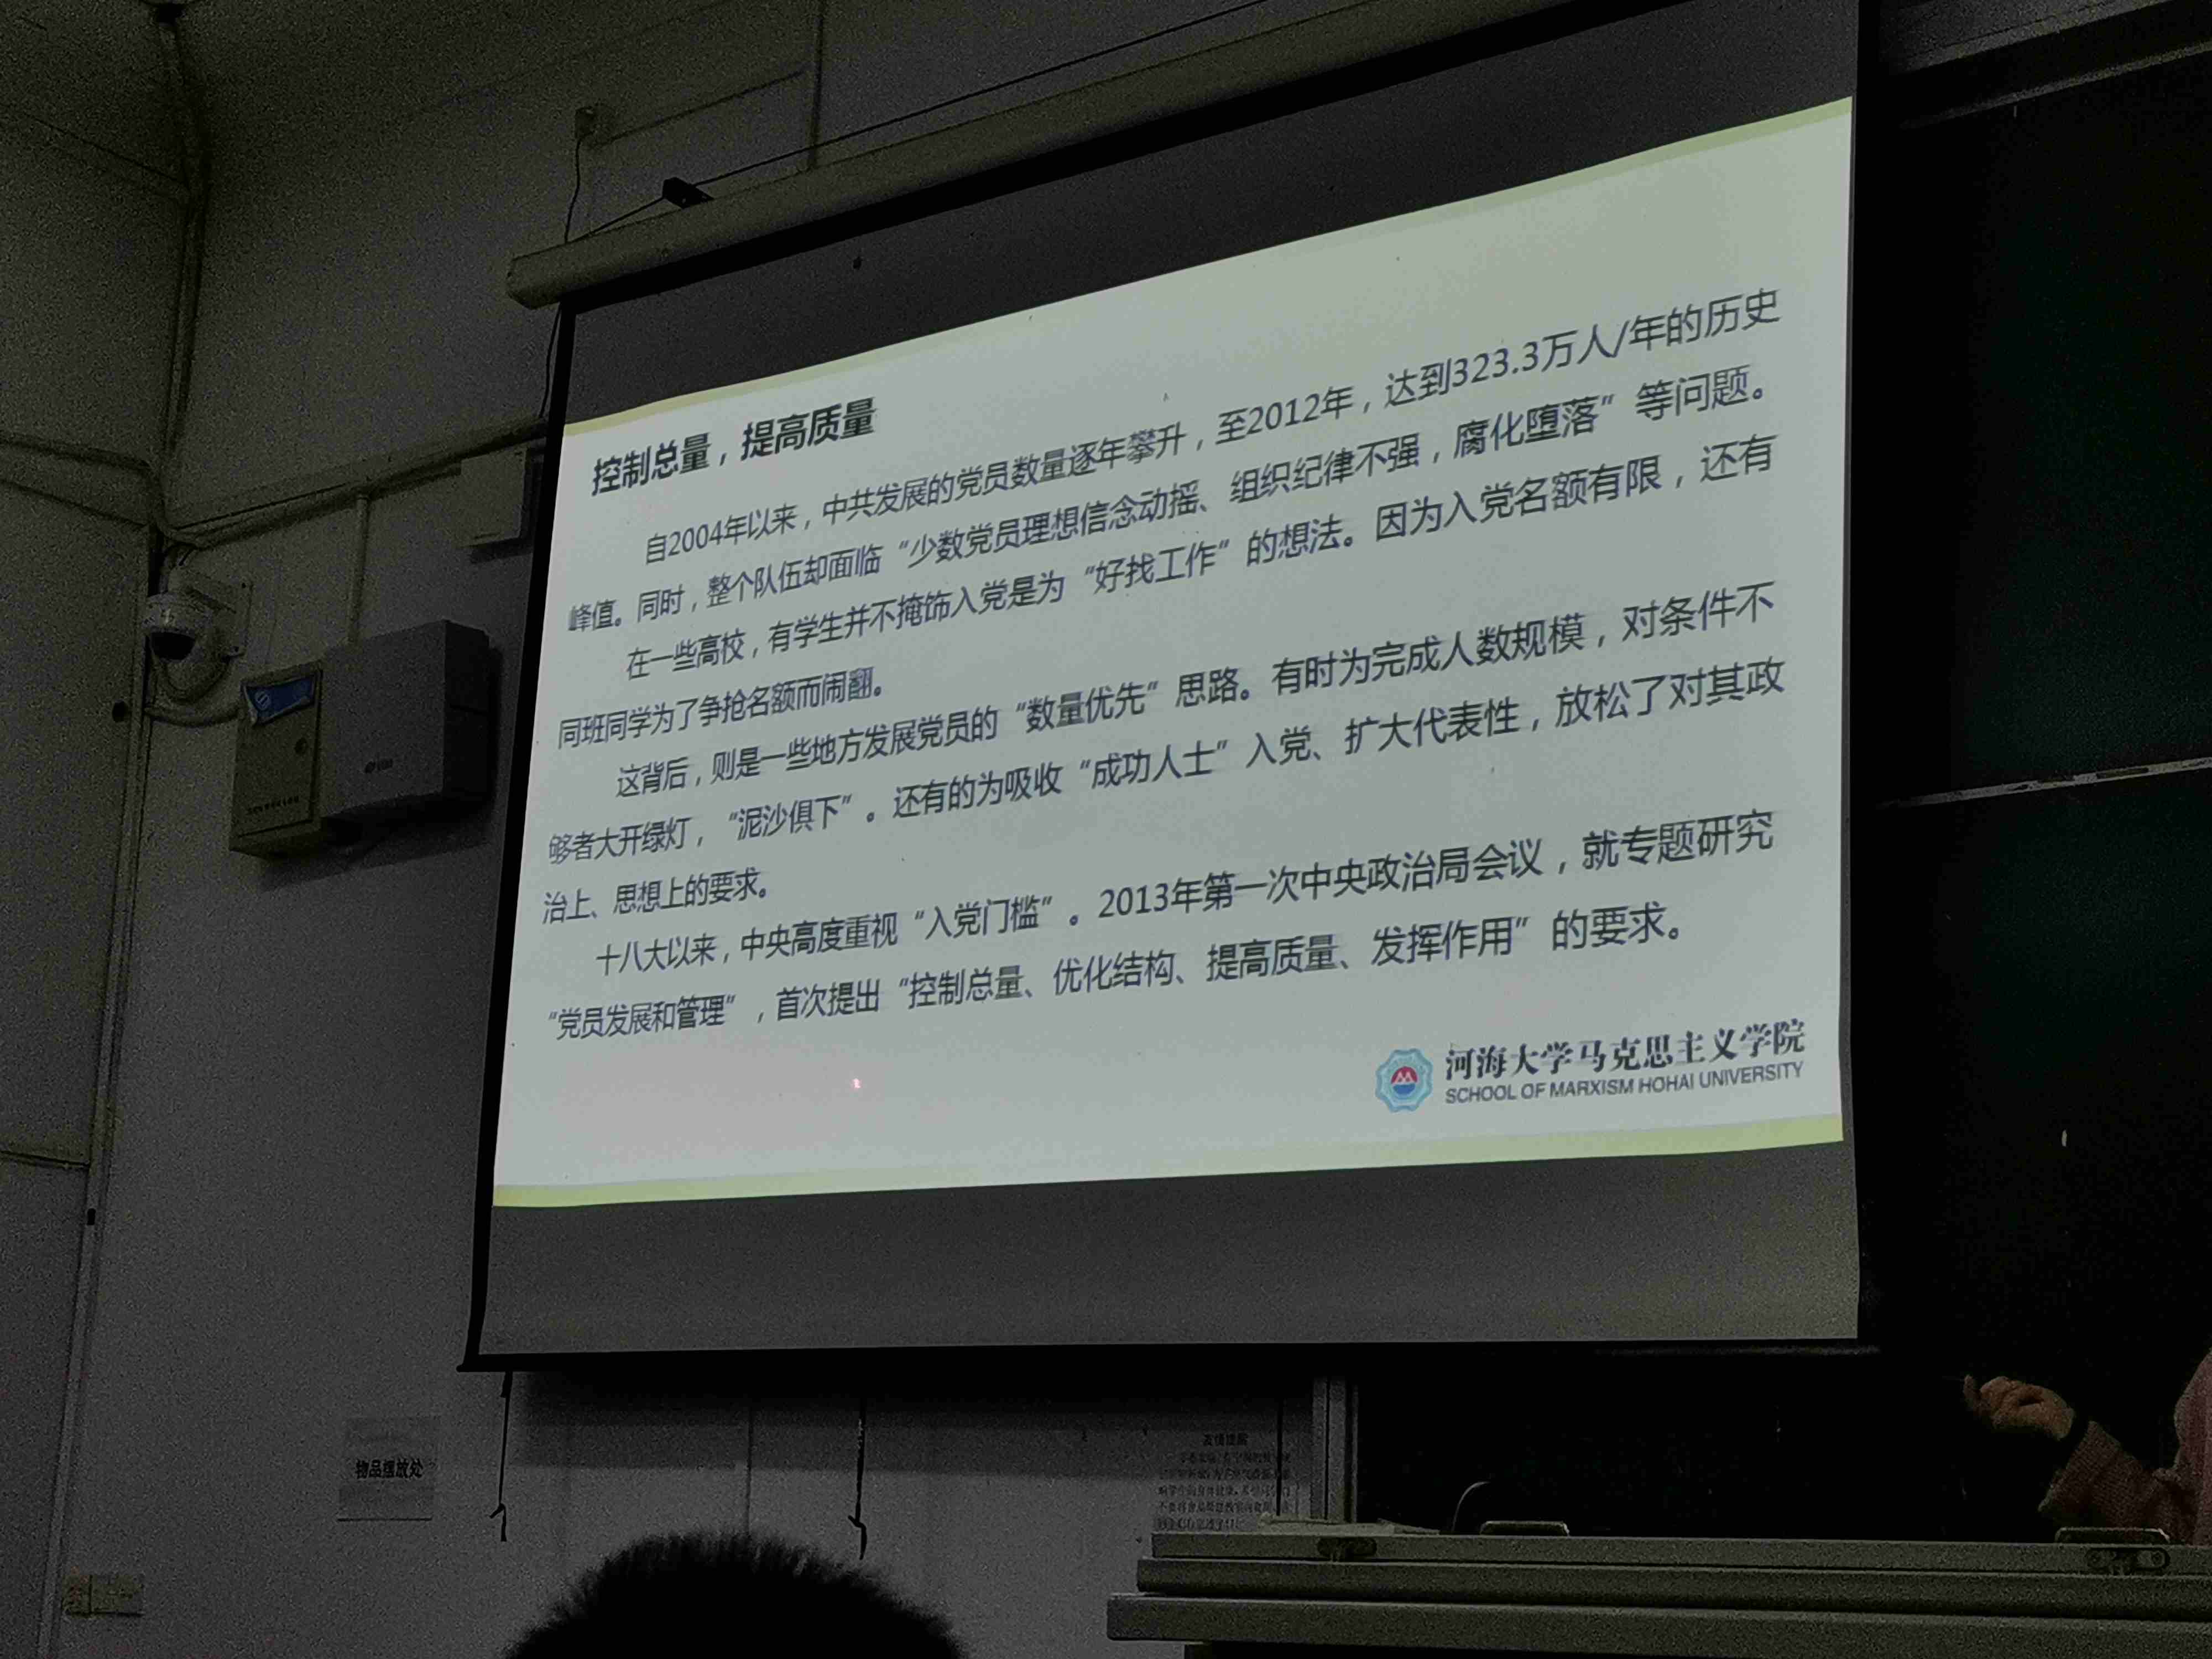 控制总量，提高质量
自2004年以来，中共发展的党员数量逐年攀升，至2012年，达到323.3万人/年的历史
峰值。同时，整个队伍却面临“少数党员理想信念动摇、组织纪律不强，腐化堕落”等问题。
在一些高校，有学生并不掩饰入党是为“好找工作”的想法。因为入党名额有限，还有
同班同学为了争抢名额而闹翻。
这背后，则是一些地方发展党员的“数量优先”思路。有时为完成人数规模，对条件不
够者大开绿灯，“泥沙俱下”。还有的为吸收“成功人士”入党、扩大代表性，放松了对其政
治上、思想上的要求。
十八大以来，中央高度重视“入党门槛”。2013年第一次中央政治局会议，就专题研究
“党员发展和管理”，首次提出“控制总量、优化结构、提高质量、发挥作用”的要求。
河海大学马克思主义学院
SCHOOL OF MARXISM HOHAI UNIVERSITY
物品摆放处
友情提醒